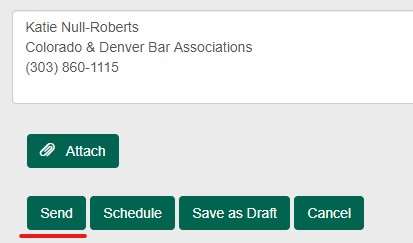 Katie Null-Roberts
Colorado & Denver Bar Associations
(303) 860-1115
Attach
Send Schedule Save as Draft Cancel